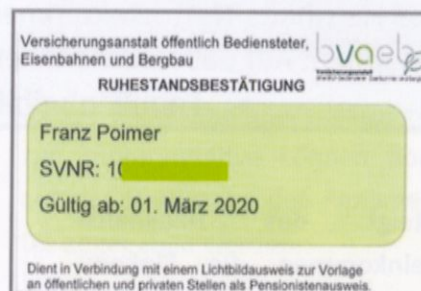 Versicherungsanstalt öffentlich Bediensteter,
Eisenbahnen und Bergbau
bvaeb
RUHESTANDSBESTÄTIGUNG
Franz Poimer
SVNR: 10
Gültig ab: 01. März 2020
Dient in Verbindung mit einem Lichtbildausweis zur Vorlage
an öffentlichen und privaten Stellen als Pensionistenausweis.